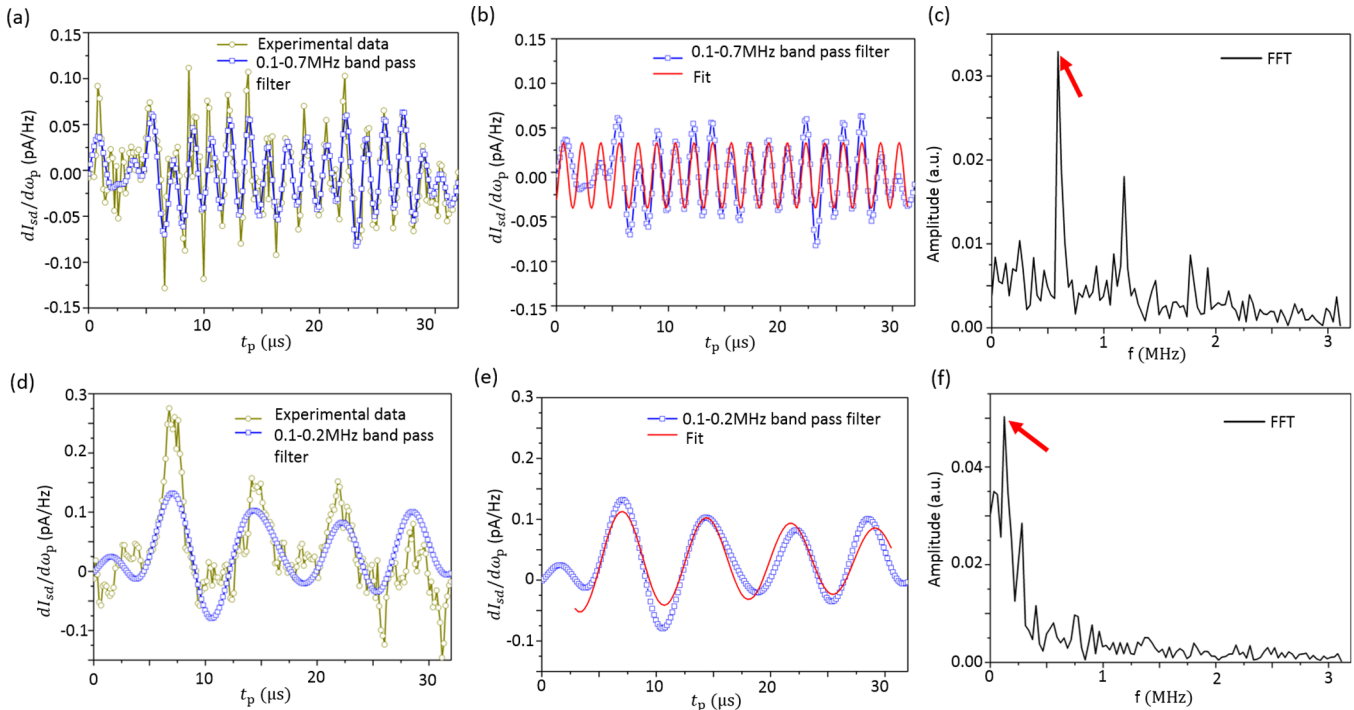 (a)
0.15
0.10
0.05
0.00
-0.05
-0.10
-0.15
dI_sd/dω_p (pA/Hz)
Experimental data
0.1-0.7MHz band pass
filter
0
10
20
30
t_p (μs)
(b)
0.15
0.10
0.05
0.00
-0.05
-0.10
-0.15
dI_sd/dω_p (pA/Hz)
0.1-0.7MHz band pass filter
Fit
0
10
20
30
t_p (μs)
(c)
0.03
0.02
0.01
0.00
Amplitude (a.u.)
FFT
0
1
2
3
f (MHz)
(d)
0.3
0.2
0.1
0
-0.1
dI_sd/dω_p (pA/Hz)
Experimental data
0.1-0.2MHz band pass
filter
0
10
20
30
t_p (μs)
(e)
0.3
0.2
0.1
0
-0.1
dI_sd/dω_p (pA/Hz)
0.1-0.2MHz band pass filter
Fit
0
10
20
30
t_p (μs)
(f)
0.04
0.02
0.00
Amplitude (a.u.)
FFT
0
1
2
3
f (MHz)